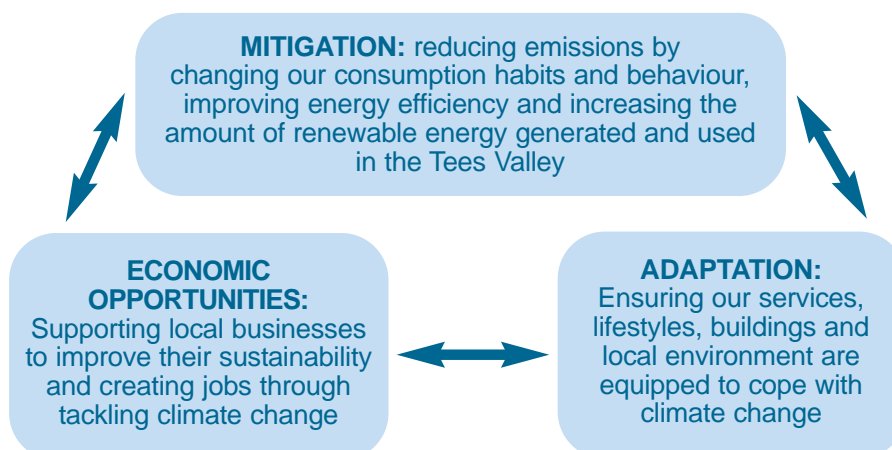 MITIGATION: reducing emissions by
changing our consumption habits and behaviour,
improving energy efficiency and increasing the
amount of renewable energy generated and used
in the Tees Valley
ECONOMIC
OPPORTUNITIES:
Supporting local businesses
to improve their sustainability
and creating jobs through
tackling climate change
ADAPTATION:
Ensuring our services,
lifestyles, buildings and
local environment are
equipped to cope with
climate change